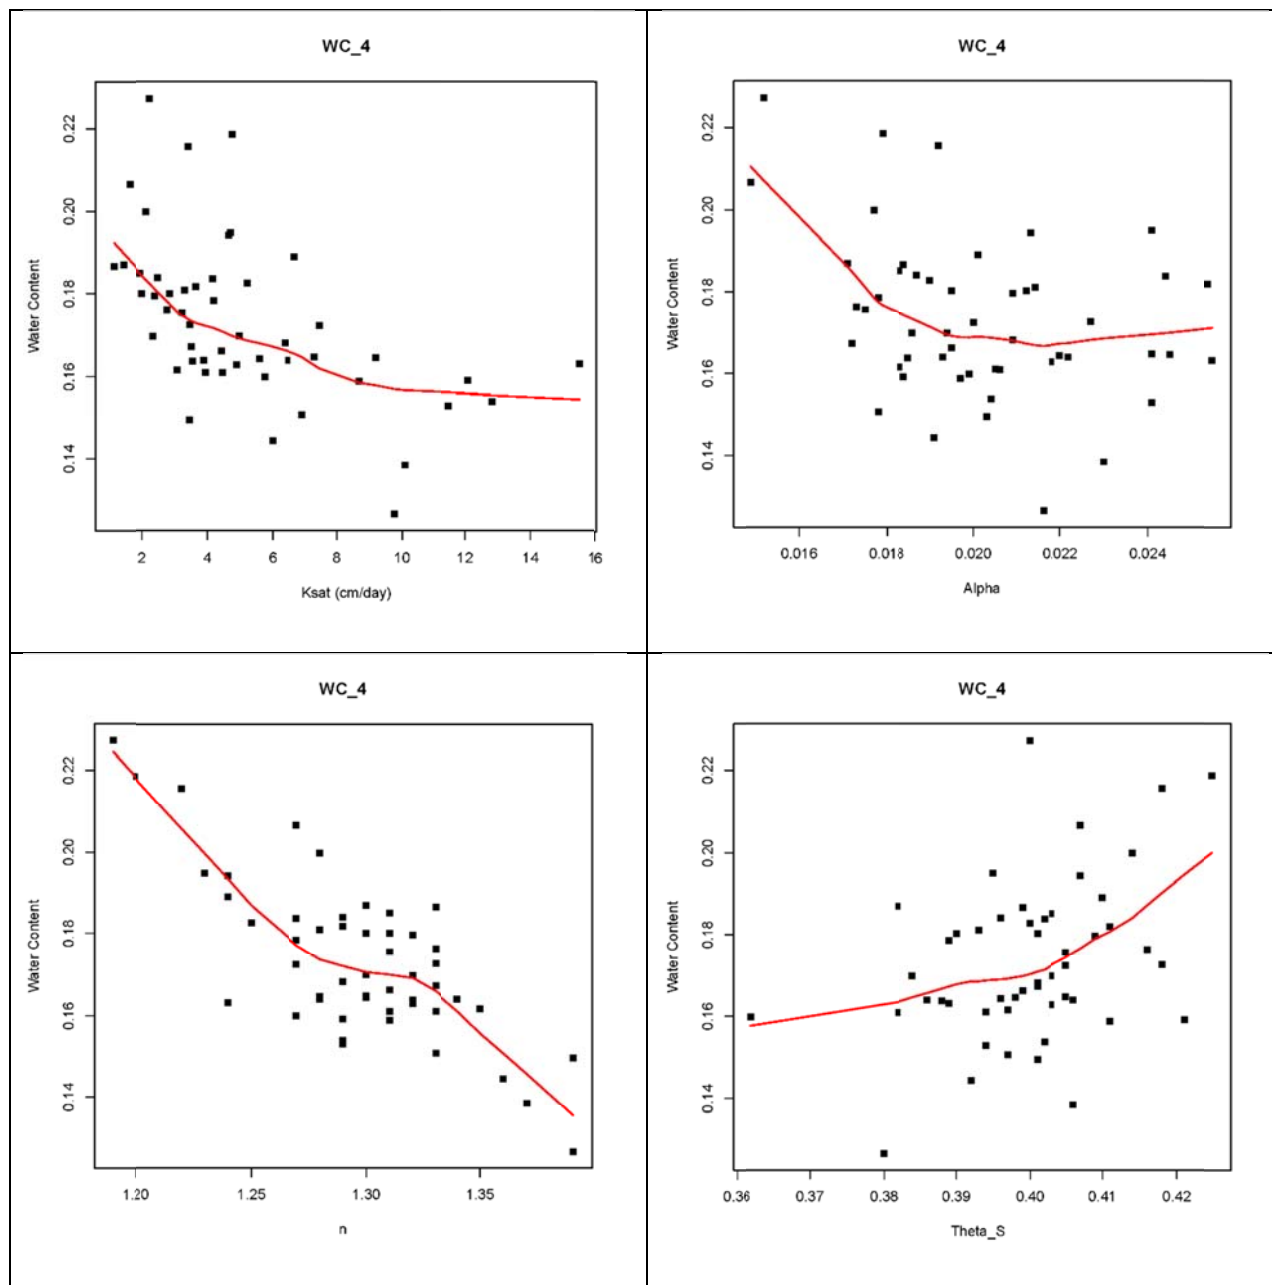 WC_4
Water Content
0.22
0.20
0.18
0.16
0.14
2 4 6 8 10 12 14 16
Ksat (cm/day)
WC_4
Water Content
0.22
0.20
0.18
0.16
0.14
0.016 0.018 0.020 0.022 0.024
Alpha
WC_4
Water Content
0.22
0.20
0.18
0.16
0.14
1.20 1.25 1.30 1.35
n
WC_4
Water Content
0.22
0.20
0.18
0.16
0.14
0.36 0.37 0.38 0.39 0.40 0.41 0.42
Theta_S